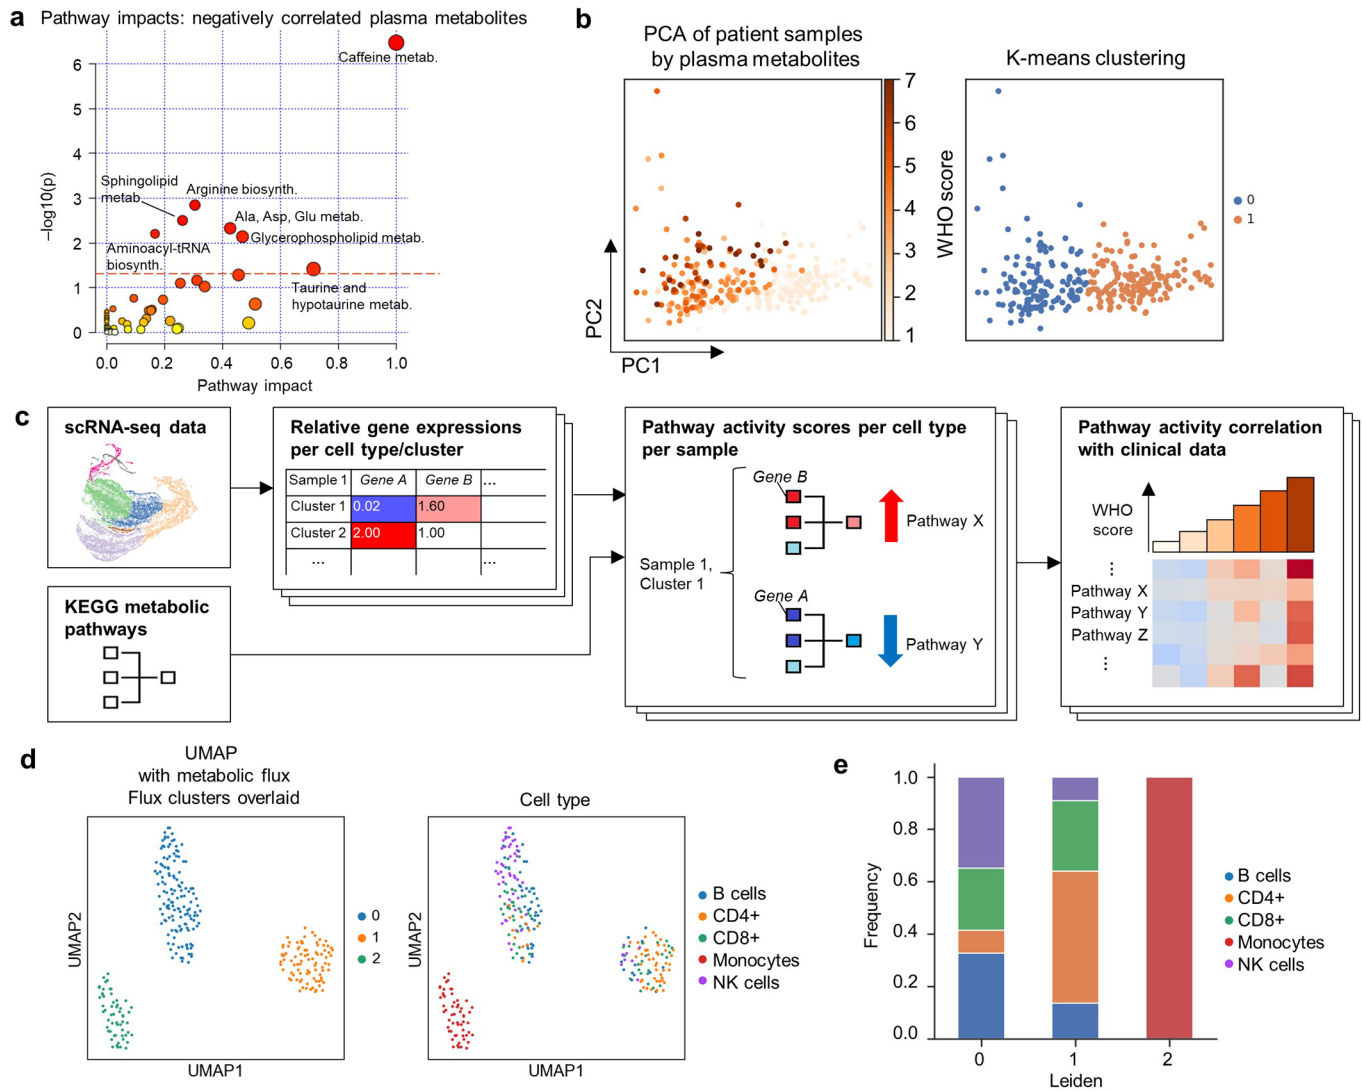 a
Pathway impacts: negatively correlated plasma metabolites
Caffeine metab.
Sphingolipid
metab.
Arginine biosynth.
Ala, Asp, Glu metab.
Glycerophospholipid metab.
Aminoacyl-tRNA
biosynth.
Taurine and
hypotaurine metab.
–log10(p)
6
5
4
3
2
1
0
0.0 0.2 0.4 0.6 0.8 1.0
Pathway impact
b
PCA of patient samples
by plasma metabolites
7
6
5
4
3
2
1
WHO score
PC2
PC1
K-means clustering
0
1
c
scRNA-seq data
KEGG metabolic
pathways
Relative gene expressions
per cell type/cluster
Sample 1 Gene A Gene B ...
Cluster 1 0.02 1.60
Cluster 2 2.00 1.00
... ...
Pathway activity scores per cell type
per sample
Gene B
Pathway X
Sample 1,
Cluster 1
Gene A
Pathway Y
Pathway activity correlation
with clinical data
WHO
score
...
Pathway X
Pathway Y
Pathway Z
...
d
UMAP
with metabolic flux
Flux clusters overlaid
UMAP2
UMAP1
0
1
2
Cell type
UMAP2
UMAP1
B cells
CD4+
CD8+
Monocytes
NK cells
e
Frequency
1.0
0.8
0.6
0.4
0.2
0.0
0 1 2
Leiden
B cells
CD4+
CD8+
Monocytes
NK cells